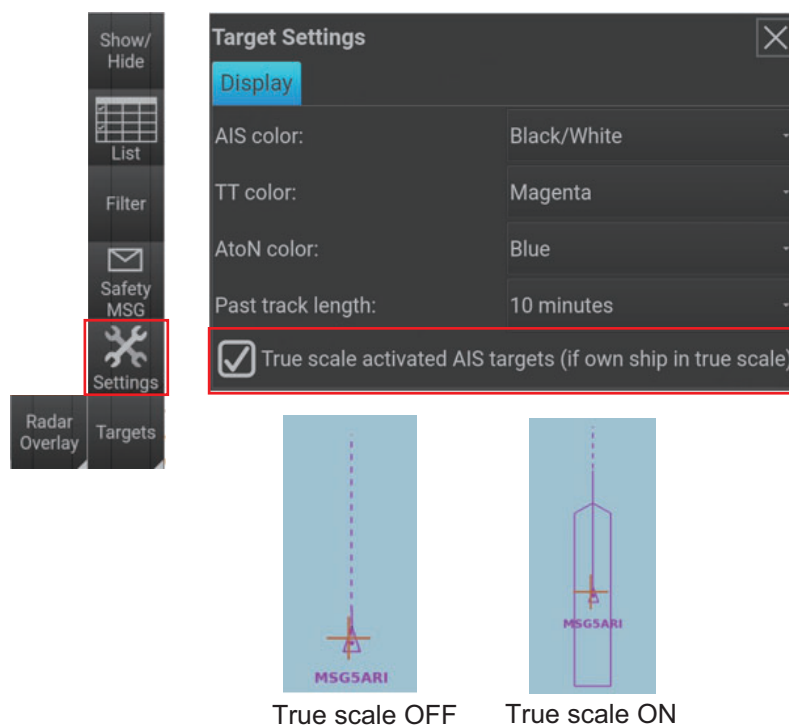 Show/
Hide
List
Filter
Safety
MSG
Settings
Radar
Overlay
Targets
Target Settings
Display
AIS color:
Black/White
TT color:
Magenta
AtoN color:
Blue
Past track length:
10 minutes
True scale activated AIS targets (if own ship in true scale)
MSG5ARI
MSG5ARI
True scale OFF
True scale ON